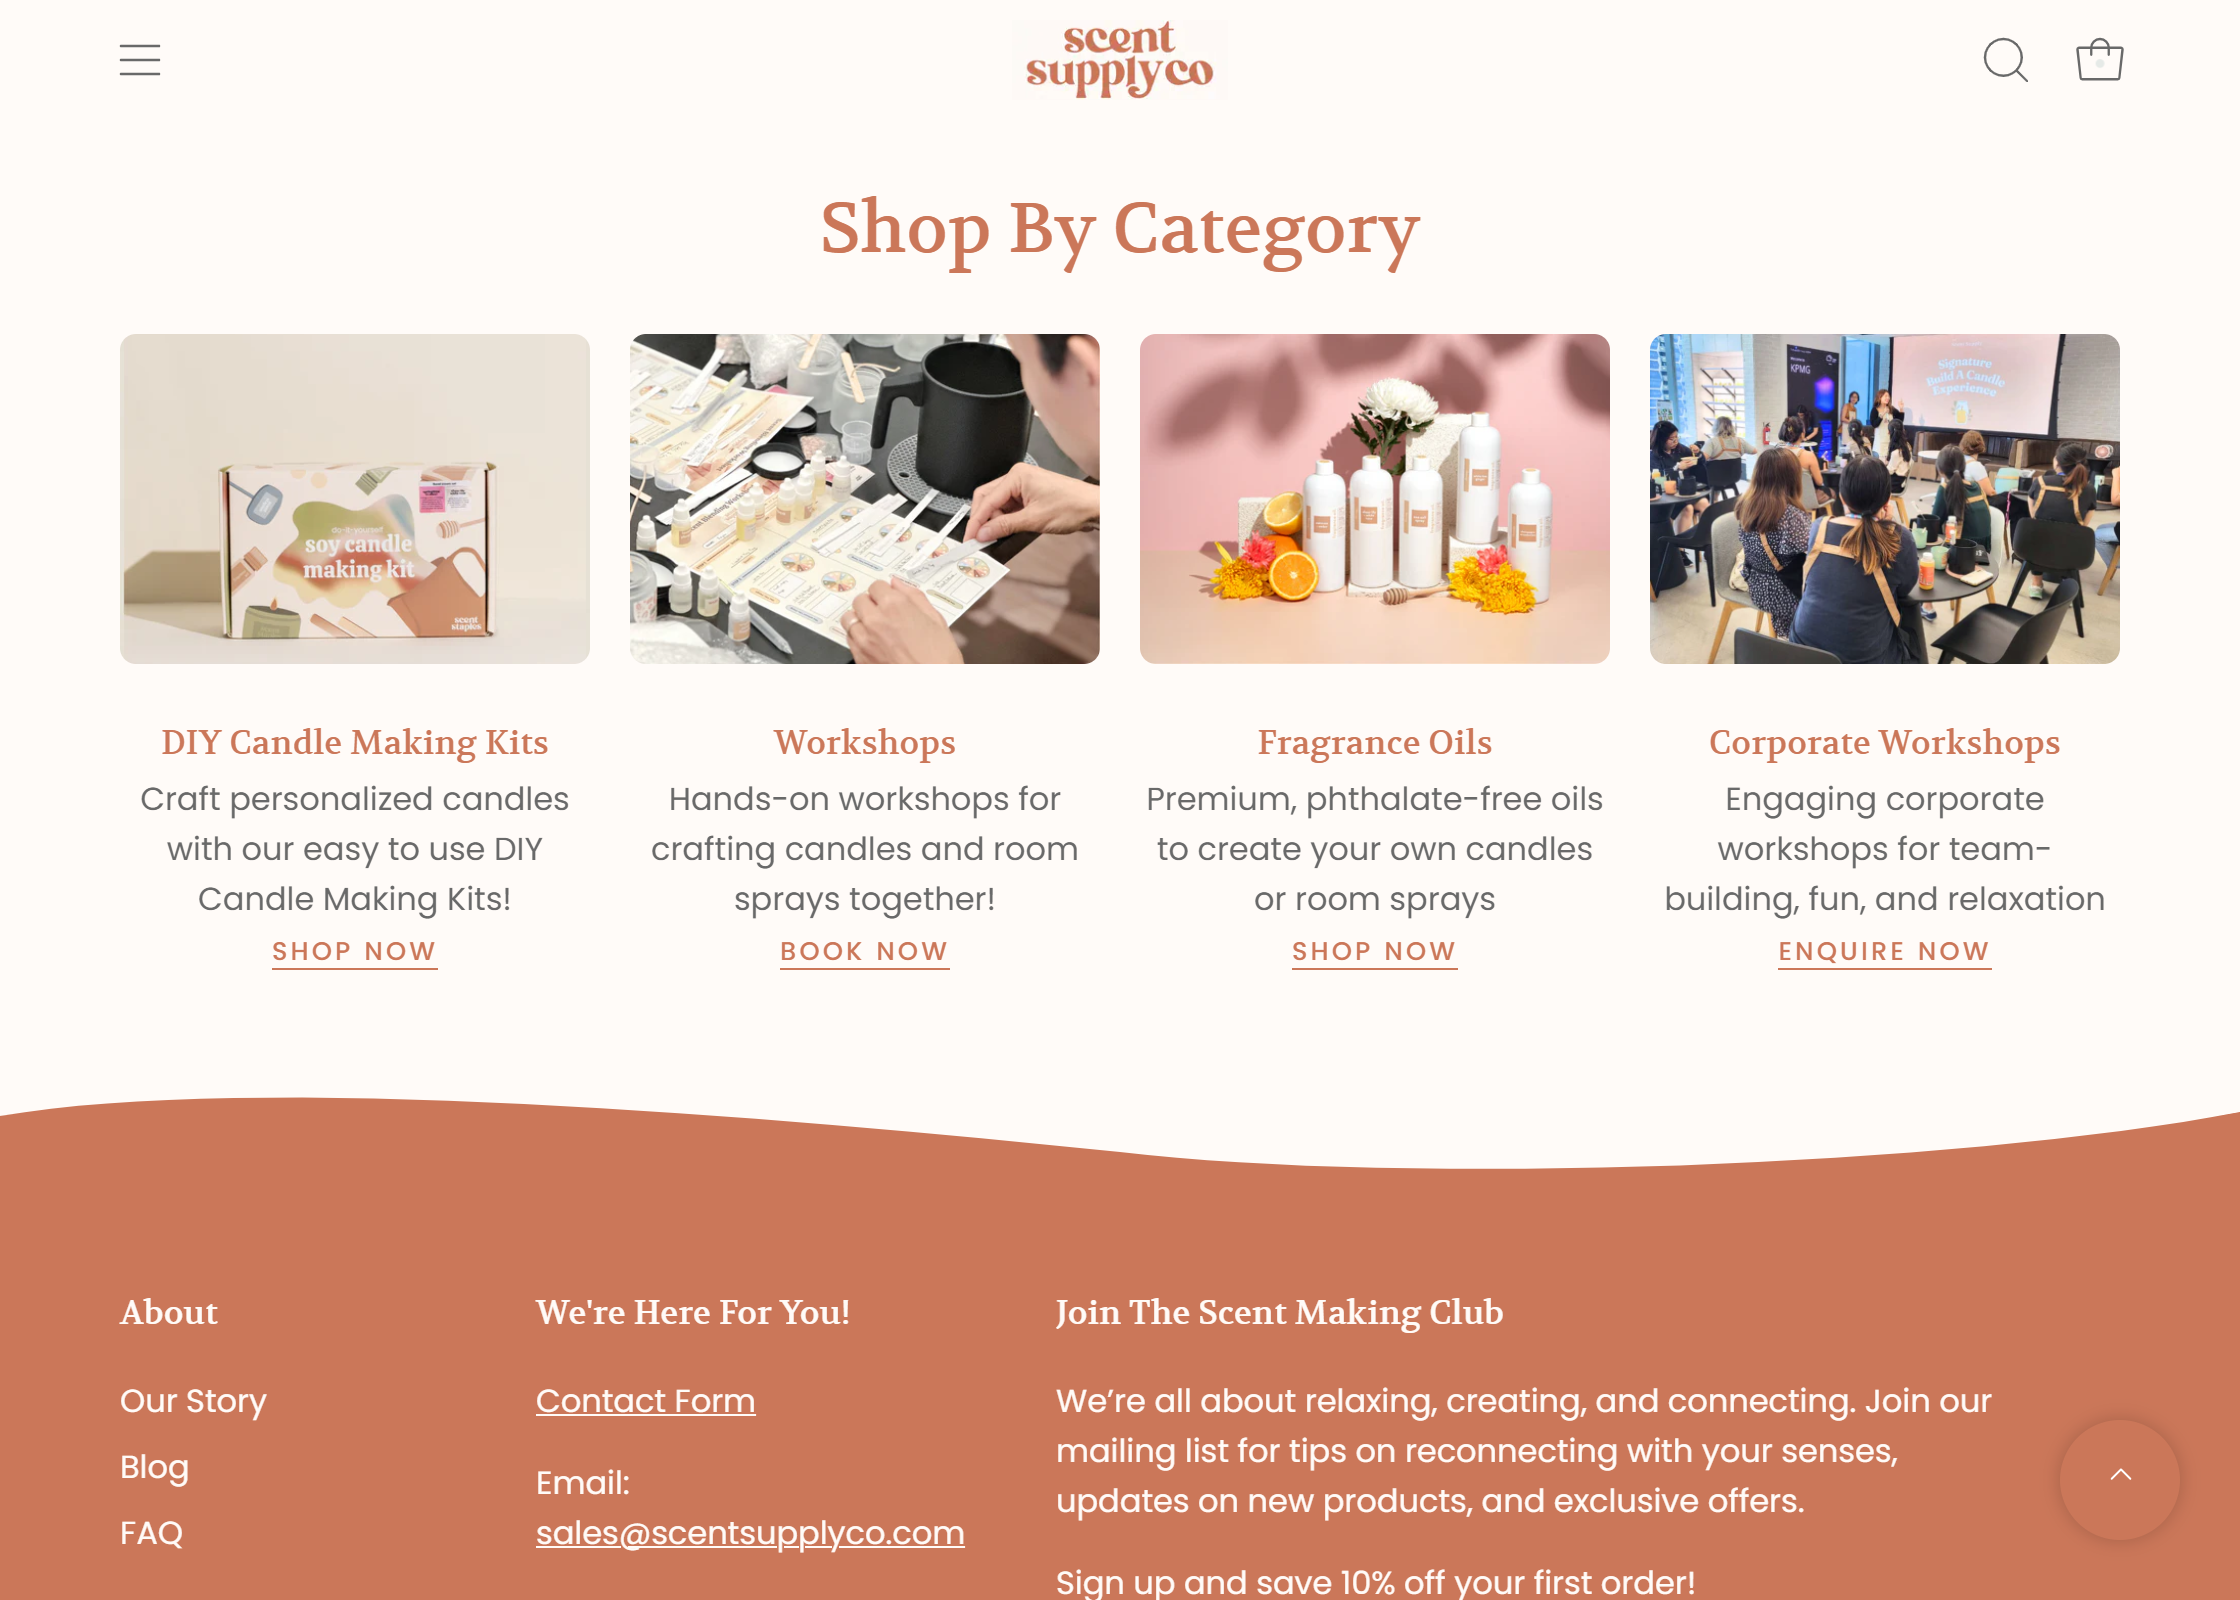 scent
supply co
Shop By Category
do-it-yourself
soy candle
making kit
scent
staples
KPMG
Signature
Build A Candle
Experience
DIY Candle Making Kits
Craft personalized candles
with our easy to use DIY
Candle Making Kits!
SHOP NOW
Workshops
Hands-on workshops for
crafting candles and room
sprays together!
BOOK NOW
Fragrance Oils
Premium, phthalate-free oils
to create your own candles
or room sprays
SHOP NOW
Corporate Workshops
Engaging corporate
workshops for team-
building, fun, and relaxation
ENQUIRE NOW
About
Our Story
Blog
FAQ
We're Here For You!
Contact Form
Email:
sales@scentsupplyco.com
Join The Scent Making Club
We’re all about relaxing, creating, and connecting. Join our
mailing list for tips on reconnecting with your senses,
updates on new products, and exclusive offers.
Sign up and save 10% off your first order!